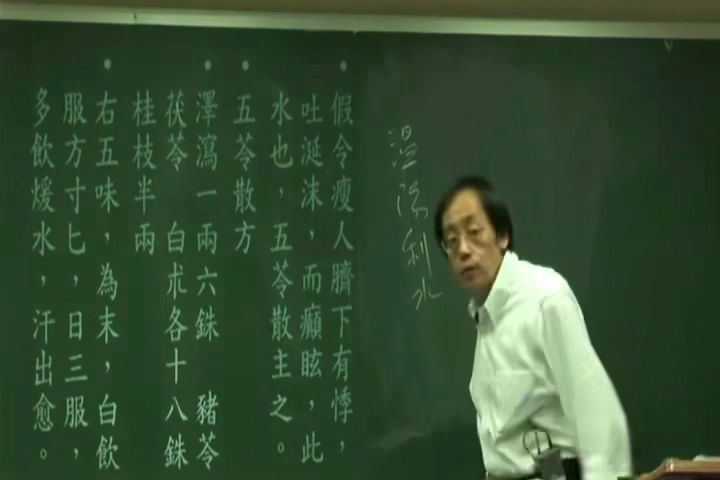 溫陽利水
假令瘦人臍下有悸，
吐涎沫，而癲眩，此
水也，五苓散主之。
五苓散方
澤瀉一兩六銖　豬苓
茯苓　白朮各十八銖
桂枝半兩
右五味，為末，白飲
服方寸匕，日三服，
多飲煖水，汗出愈。